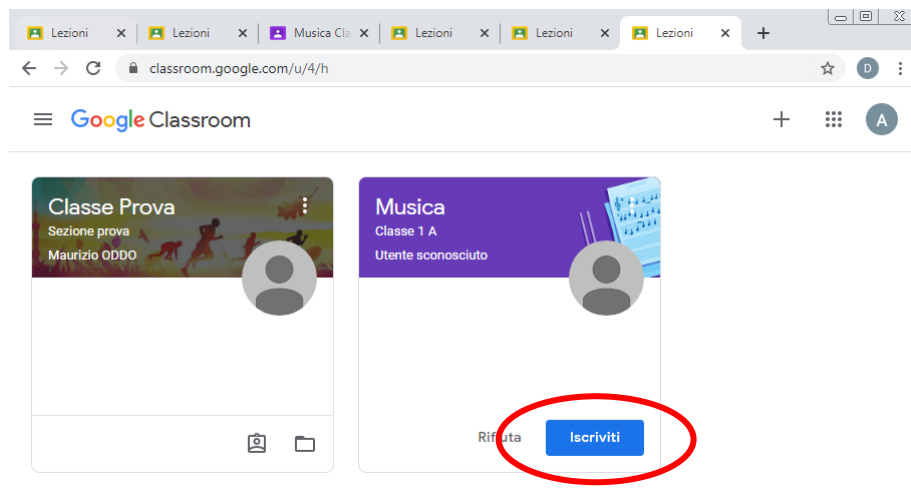 Lezioni
Lezioni
Musica Cla
Lezioni
Lezioni
Lezioni
classroom.google.com/u/4/h
D
Google Classroom
A
Classe Prova
Sezione prova
Maurizio ODDO
Musica
Classe 1 A
Utente sconosciuto
Rifiuta
Iscriviti